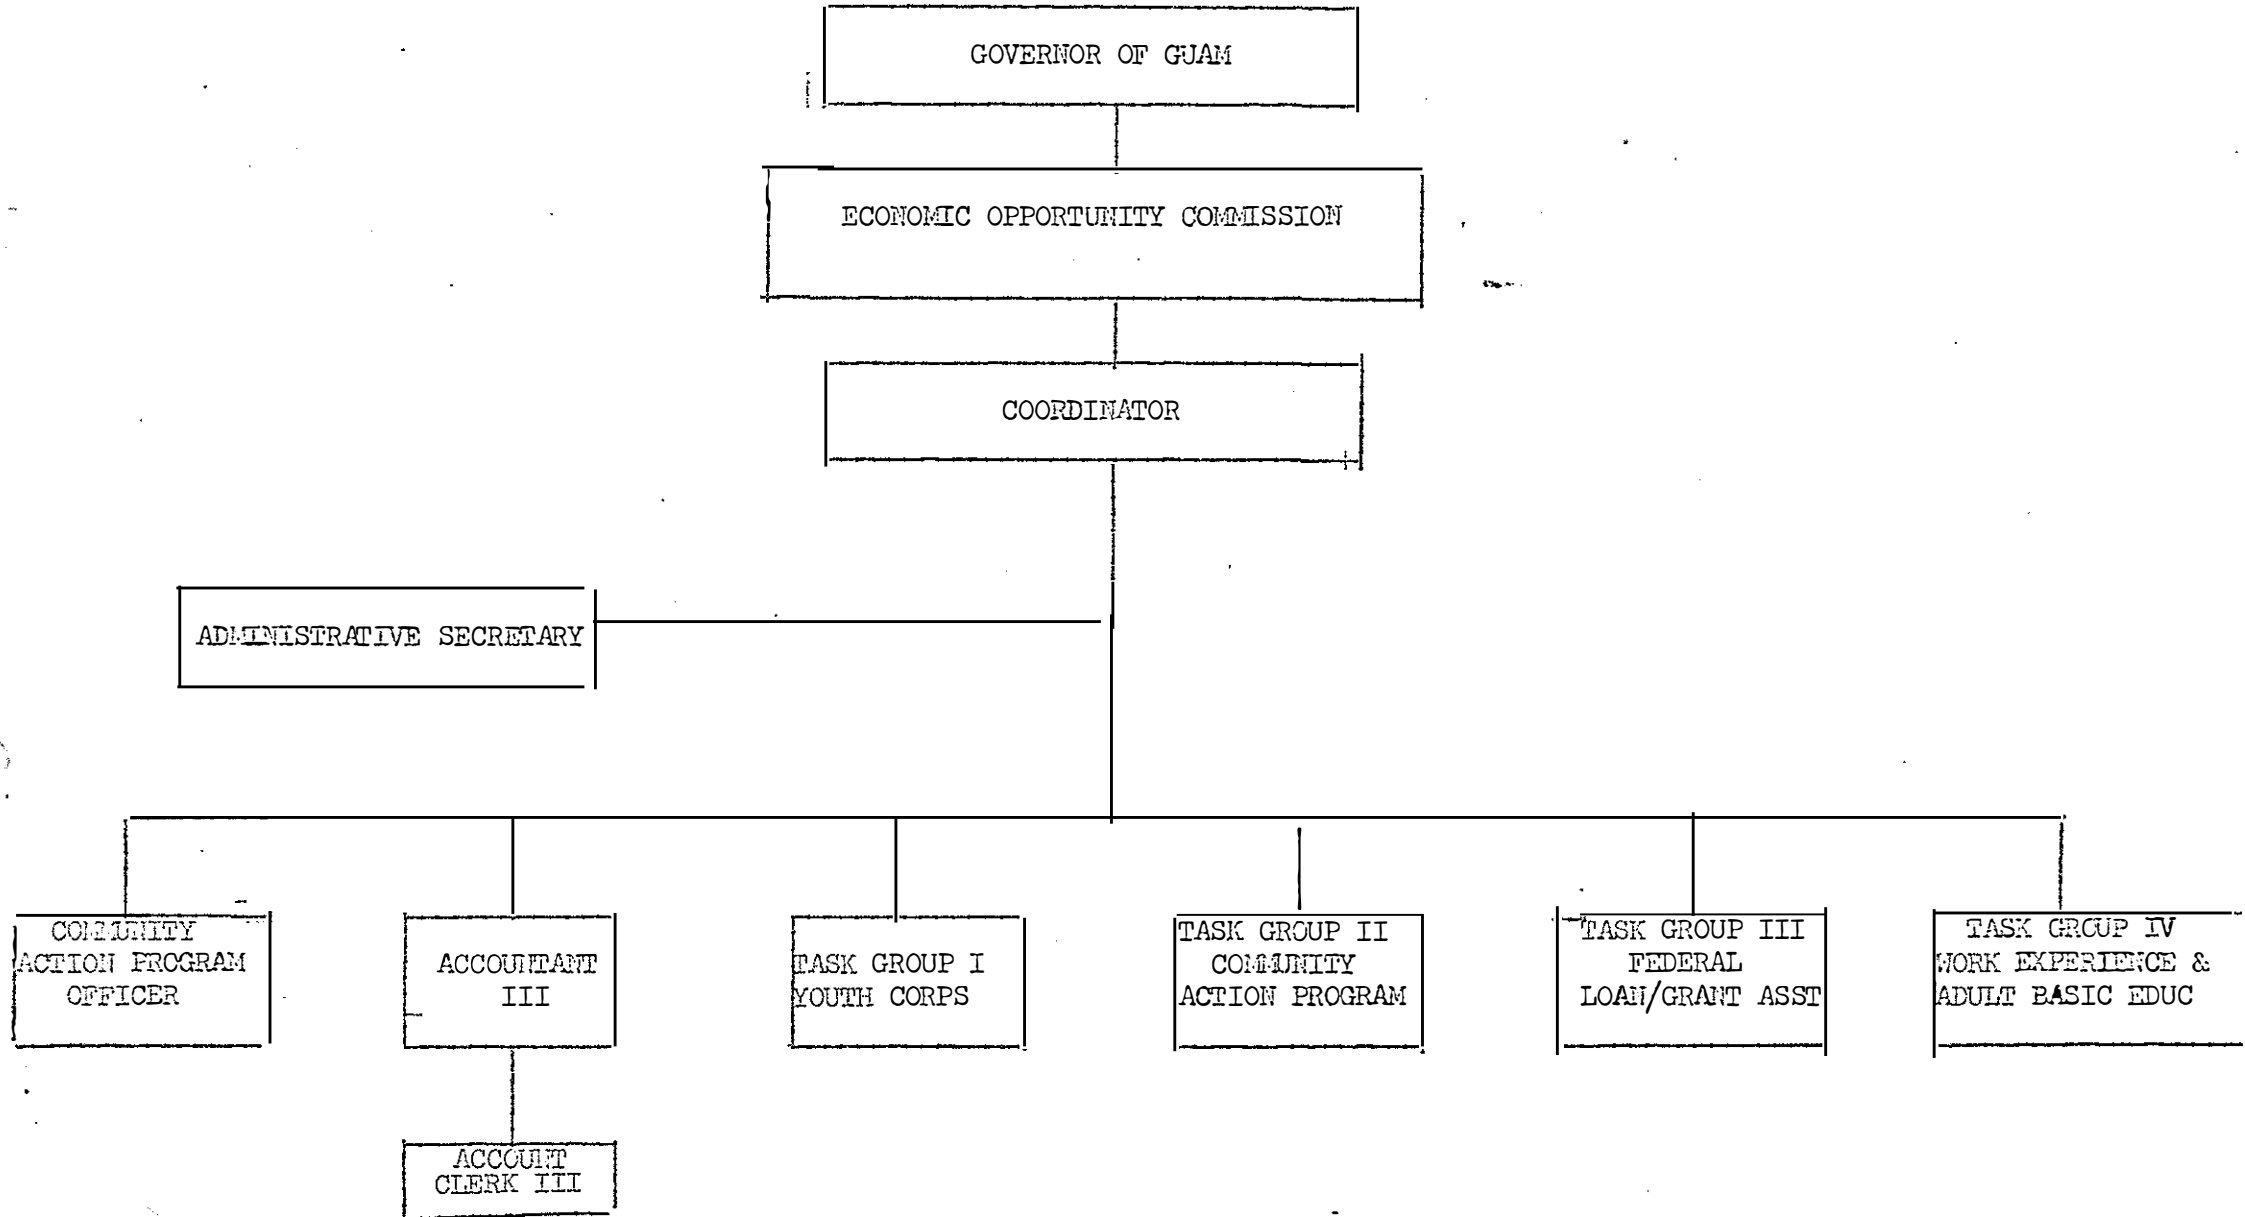 GOVERNOR OF GUAM
ECONOMIC OPPORTUNITY COMMISSION
COORDINATOR
ADMINISTRATIVE SECRETARY
COMMUNITY
ACTION PROGRAM
OFFICER
ACCOUNTANT
III
TASK GROUP I
YOUTH CORPS
TASK GROUP II
COMMUNITY
ACTION PROGRAM
TASK GROUP III
FEDERAL
LOAN/GRANT ASST
TASK GROUP IV
WORK EXPERIENCE &
ADULT BASIC EDUC
ACCOUNT
CLERK III